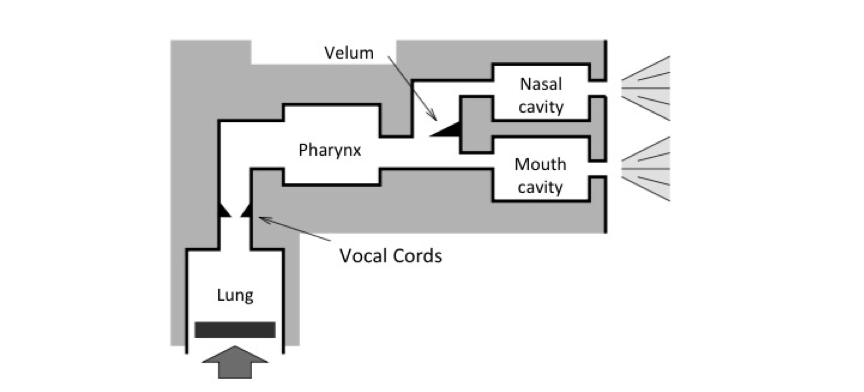 Velum
Nasal
cavity
Pharynx
Mouth
cavity
Vocal Cords
Lung